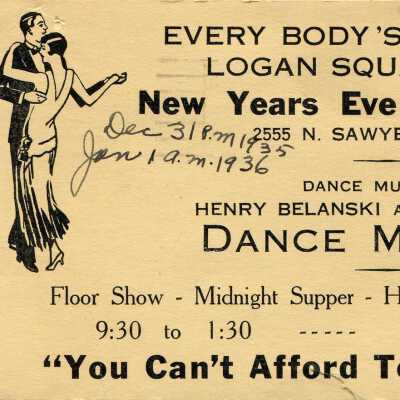 EVERY BODY'S
LOGAN SQU
New Years Eve
Dec 31 P.m 1935
2555 N. SAWYE
Jan 1 a.m. 1936
DANCE MU
HENRY BELANSKI A
DANCE M
Floor Show - Midnight Supper - H
9:30 to 1:30 -----
"You Can't Afford To